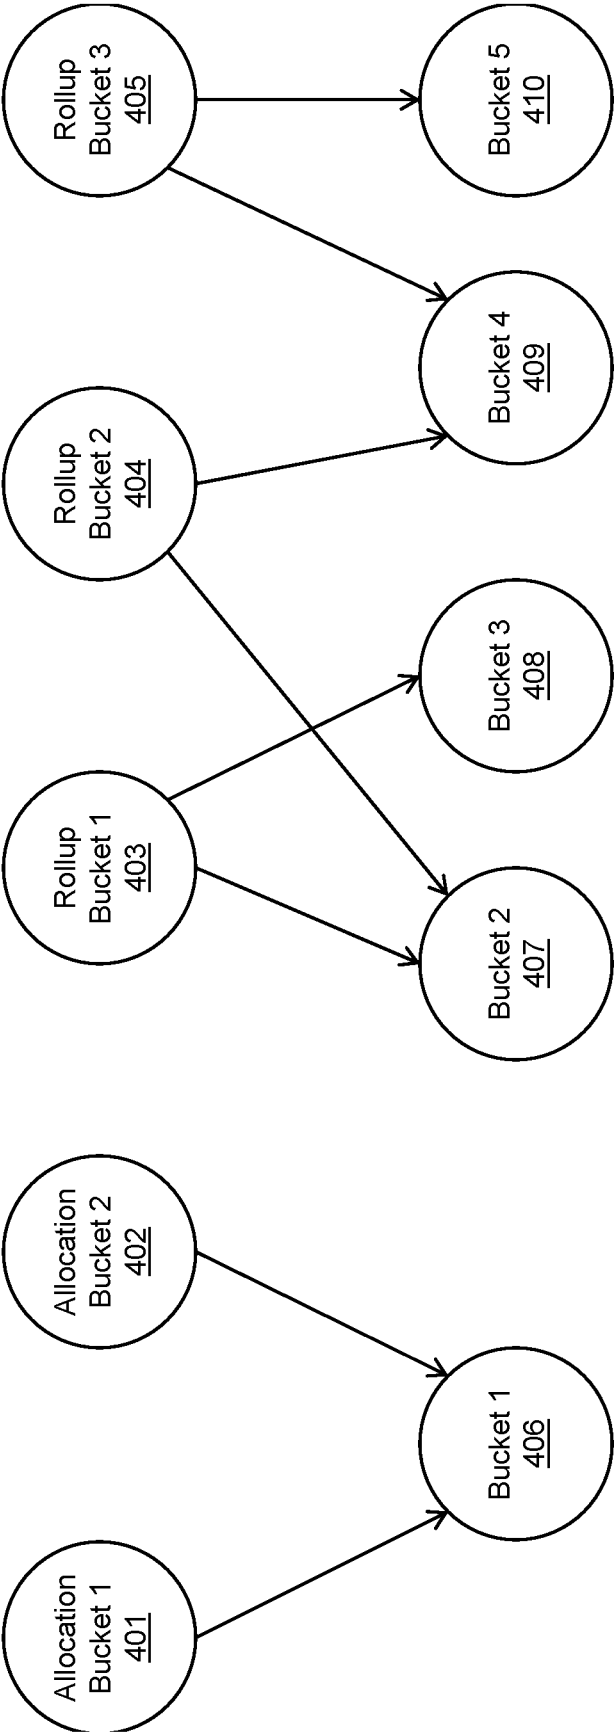 Allocation
Bucket 1
401
Allocation
Bucket 2
402
Rollup
Bucket 1
403
Rollup
Bucket 2
404
Rollup
Bucket 3
405
Bucket 1
406
Bucket 2
407
Bucket 3
408
Bucket 4
409
Bucket 5
410